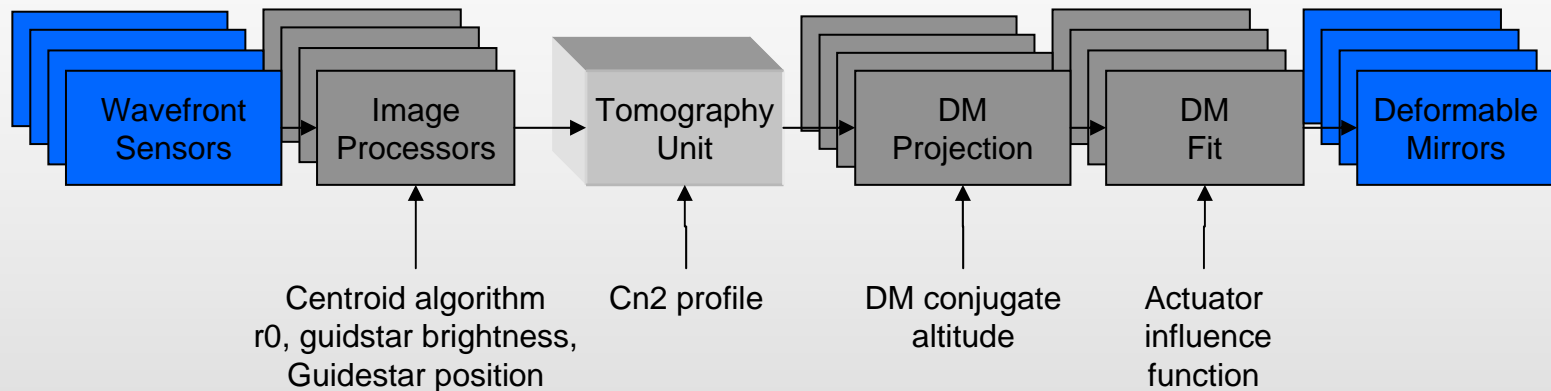 Wavefront
Sensors
Image
Processors
Tomography
Unit
DM
Projection
DM
Fit
Deformable
Mirrors
Centroid algorithm
r0, guidstar brightness,
Guidestar position
Cn2 profile
DM conjugate
altitude
Actuator
influence
function